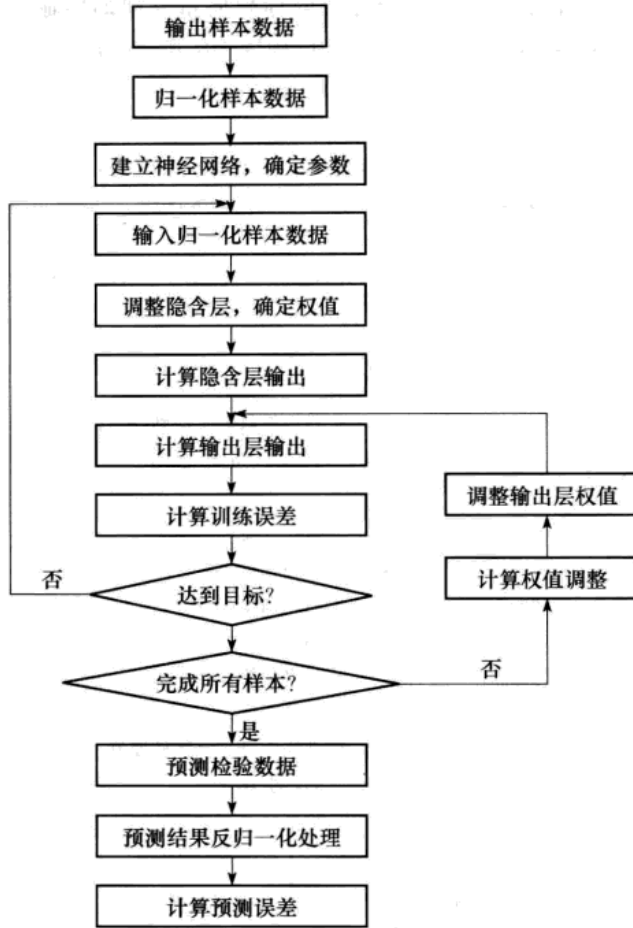 输出样本数据
归一化样本数据
建立神经网络，确定参数
输入归一化样本数据
调整隐含层，确定权值
计算隐含层输出
计算输出层输出
调整输出层权值
计算训练误差
否
达到目标?
计算权值调整
完成所有样本?
否
是
预测检验数据
预测结果反归一化处理
计算预测误差